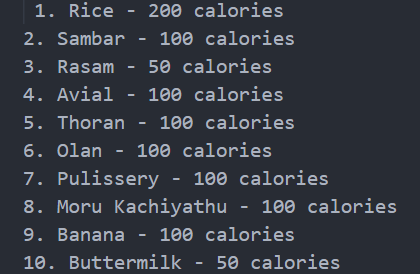 1. Rice - 200 calories
2. Sambar - 100 calories
3. Rasam - 50 calories
4. Avial - 100 calories
5. Thoran - 100 calories
6. Olan - 100 calories
7. Pulissery - 100 calories
8. Moru Kachiyathu - 100 calories
9. Banana - 100 calories
10. Buttermilk - 50 calories